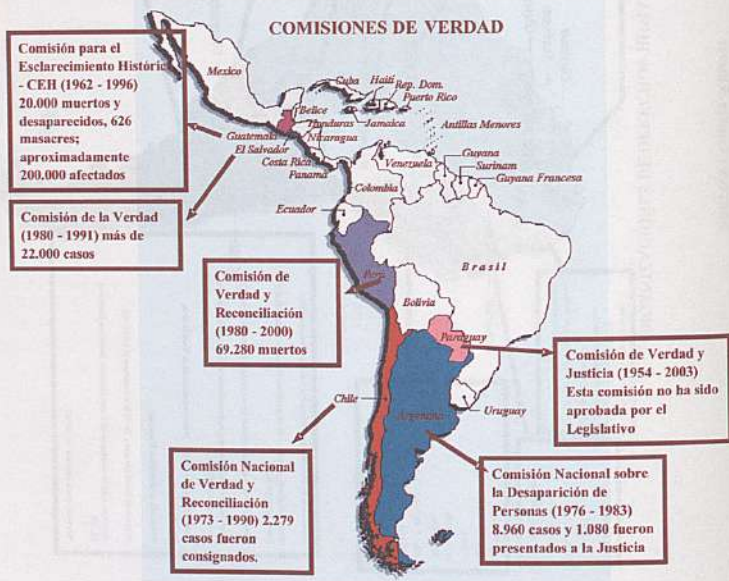 COMISIONES DE VERDAD
Comisión para el
Esclarecimiento Históric
- CEH (1962 - 1996)
20.000 muertos y
desaparecidos, 626
masacres;
aproximadamente
200.000 afectados
Comisión de la Verdad
(1980 - 1991) más de
22.000 casos
Mexico
Cuba
Haití
Rep. Dom.
Puerto Rico
Belice
Honduras
Jamaica
Antillas Menores
Guatemala
Nicaragua
El Salvador
Costa Rica
Panamá
Venezuela
Guyana
Surinam
Guyana Francesa
Colombia
Ecuador
Perú
Brasil
Bolivia
Paraguay
Chile
Argentina
Uruguay
Comisión de
Verdad y
Reconciliación
(1980 - 2000)
69.280 muertos
Comisión de Verdad y
Justicia (1954 - 2003)
Esta comisión no ha sido
aprobada por el
Legislativo
Comisión Nacional
de Verdad y
Reconciliación
(1973 - 1990) 2.279
casos fueron
consignados.
Comisión Nacional sobre
la Desaparición de
Personas (1976 - 1983)
8.960 casos y 1.080 fueron
presentados a la Justicia